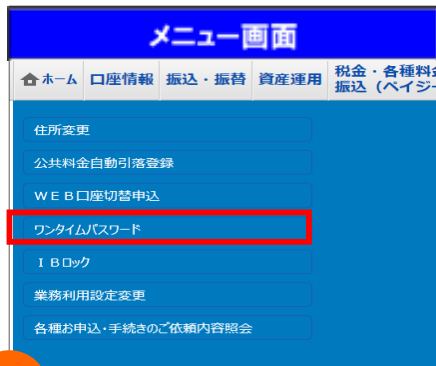 メニュー画面
ホーム 口座情報 振込・振替 資産運用 税金・各種料金
振込（ペイジー
住所変更
公共料金自動引落登録
ＷＥＢ口座切替申込
ワンタイムパスワード
ＩＢロック
業務利用設定変更
各種お申込・手続きのご依頼内容照会